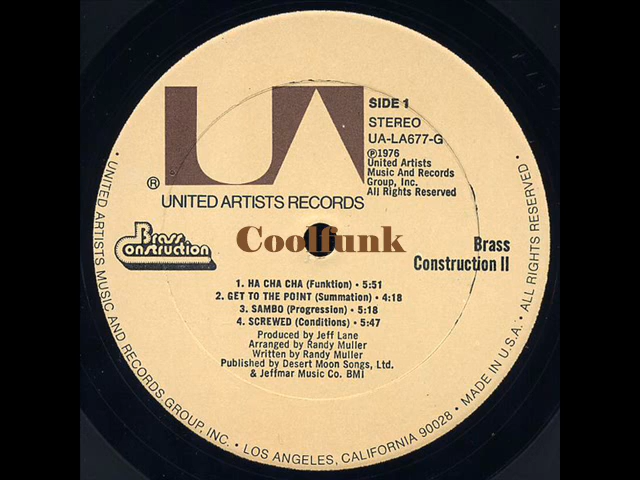 UA
SIDE 1
STEREO
UA-LA677-G
℗1976
United Artists
Music And Records
Group, Inc.
All Rights Reserved
®
UNITED ARTISTS RECORDS
Brass
Construction
Coolfunk
Brass
Construction II
1. HA CHA CHA (Funktion) • 5:51
2. GET TO THE POINT (Summation) • 4:18
3. SAMBO (Progression) • 5:18
4. SCREWED (Conditions) • 5:47
Produced by Jeff Lane
Arranged by Randy Muller
Written by Randy Muller
Published by Desert Moon Songs, Ltd.
& Jeffmar Music Co. BMI
• UNITED ARTISTS MUSIC AND RECORDS GROUP, INC. • LOS ANGELES, CALIFORNIA 90028 • MADE IN U.S.A. • ALL RIGHTS RESERVED